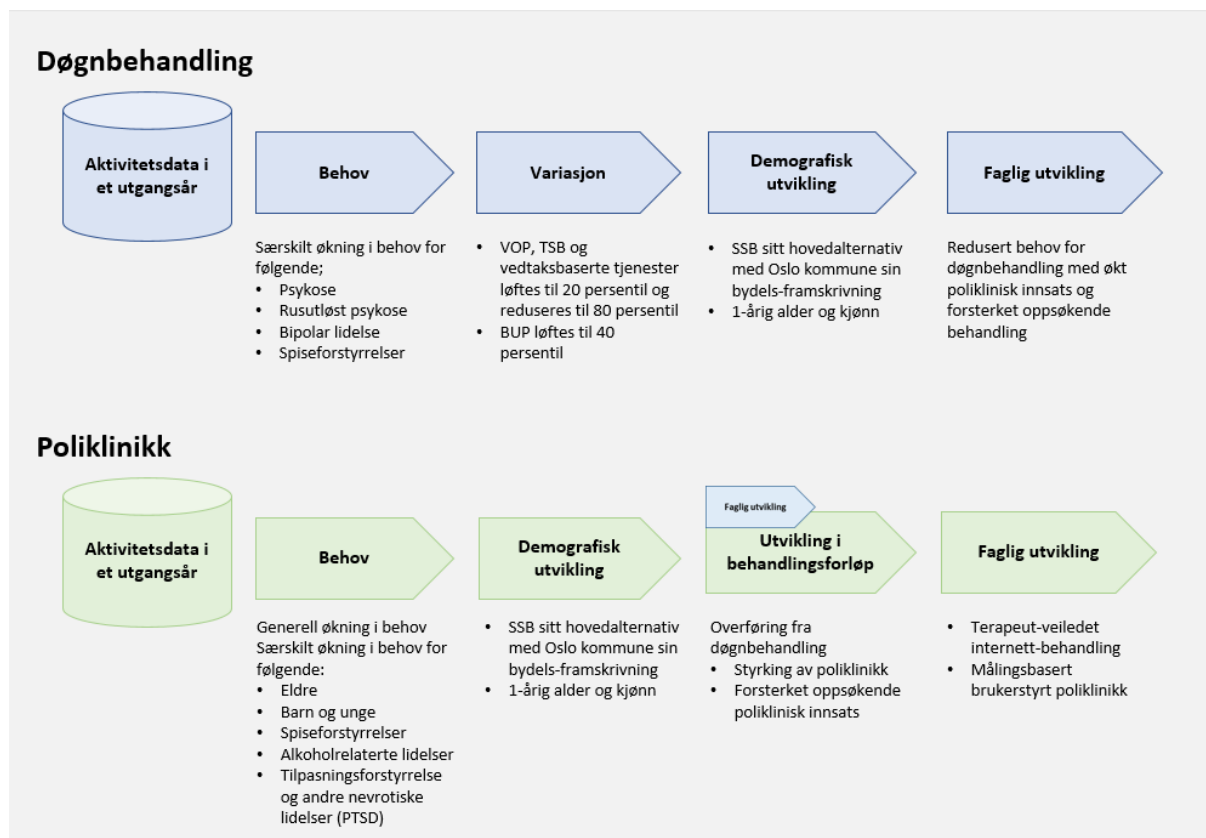 Døgnbehandling
Aktivitetsdata i
et utgangsår
Behov
Særskilt økning i behov for
følgende;
• Psykose
• Rusutløst psykose
• Bipolar lidelse
• Spiseforstyrrelser
Variasjon
• VOP, TSB og
vedtaksbaserte tjenester
løftes til 20 persentil og
reduseres til 80 persentil
• BUP løftes til 40
persentil
Demografisk
utvikling
• SSB sitt hovedalternativ
med Oslo kommune sin
bydels-framskrivning
• 1-årig alder og kjønn
Faglig utvikling
Redusert behov for
døgnbehandling med økt
poliklinisk innsats og
forsterket oppsøkende
behandling
Poliklinikk
Aktivitetsdata i
et utgangsår
Behov
Generell økning i behov
Særskilt økning i behov for
følgende:
• Eldre
• Barn og unge
• Spiseforstyrrelser
• Alkoholrelaterte lidelser
• Tilpasningsforstyrrelse
og andre nevrotiske
lidelser (PTSD)
Demografisk
utvikling
• SSB sitt hovedalternativ
med Oslo kommune sin
bydels-framskrivning
• 1-årig alder og kjønn
Faglig utvikling
Utvikling i
behandlingsforløp
Overføring fra
døgnbehandling
• Styrking av poliklinikk
• Forsterket oppsøkende
poliklinisk innsats
Faglig utvikling
• Terapeut-veiledet
internett-behandling
• Målingsbasert
brukerstyrt poliklinikk